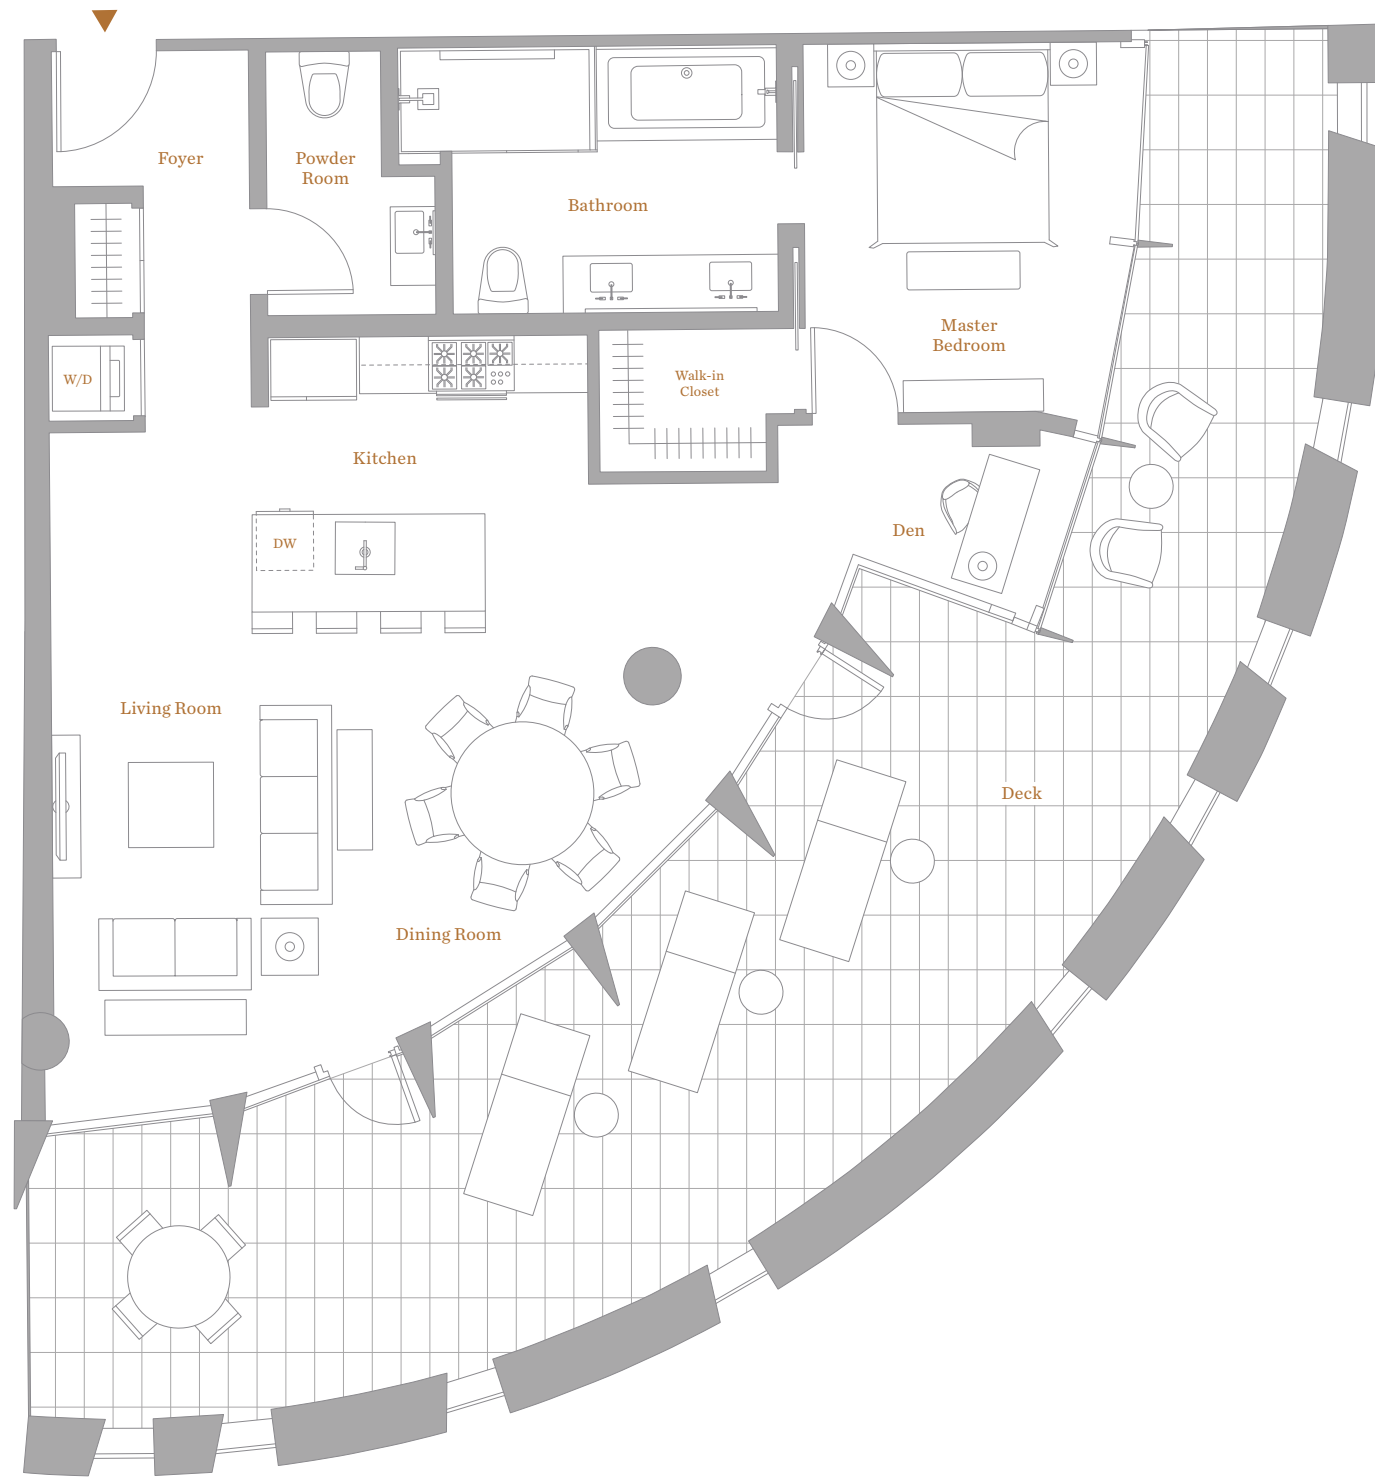 Foyer
Powder
Room
Bathroom
Master
Bedroom
W/D
Walk-in
Closet
Kitchen
Den
DW
Living Room
Deck
Dining Room